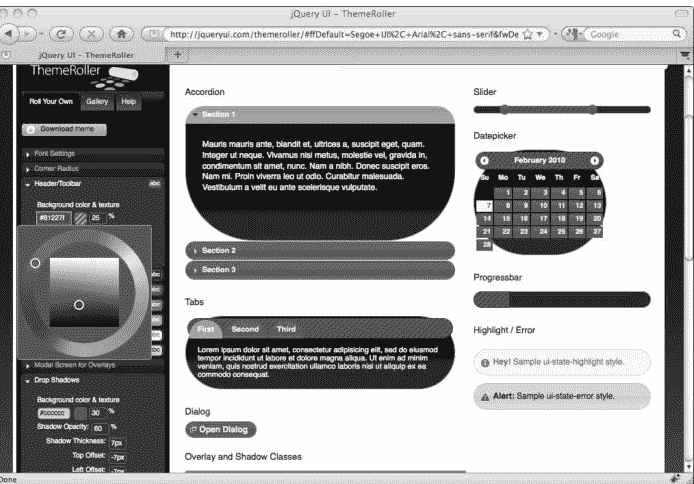 jQuery UI - ThemeRoller
http://jqueryui.com/themeroller/#ffDefault=Segoe+UI%2C+Arial%2C+sans-serif&fwDe
Google
jQuery UI - ThemeRoller
+
ThemeRoller
Roll Your Own
Gallery
Help
Download theme
Font Settings
Corner Radius
Header/Toolbar
abc
Background color & texture
#81227f
25 %
abc
abc
abc
abc
abc
Modal Screen for Overlays
Drop Shadows
Background color & texture
#cccccc
30 %
Shadow Opacity: 60 %
Shadow Thickness: 7px
Top Offset: -7px
Left Offset: -7px
Accordion
Section 1
Mauris mauris ante, blandit et, ultrices a, suscipit eget, quam.
Integer ut neque. Vivamus nisi metus, molestie vel, gravida in,
condimentum sit amet, nunc. Nam a nibh. Donec suscipit eros.
Nam mi. Proin viverra leo ut odio. Curabitur malesuada.
Vestibulum a velit eu ante scelerisque vulputate.
Section 2
Section 3
Tabs
First
Second
Third
Lorem ipsum dolor sit amet, consectetur adipisicing elit, sed do eiusmod
tempor incididunt ut labore et dolore magna aliqua. Ut enim ad minim
veniam, quis nostrud exercitation ullamco laboris nisi ut aliquip ex ea
commodo consequat.
Dialog
Open Dialog
Overlay and Shadow Classes
Slider
Datepicker
February 2010
Su Mo Tu We Th Fr Sa
1 2 3 4 5 6
7 8 9 10 11 12 13
14 15 16 17 18 19 20
21 22 23 24 25 26 27
28
Progressbar
Highlight / Error
Hey! Sample ui-state-highlight style.
Alert: Sample ui-state-error style.
Done